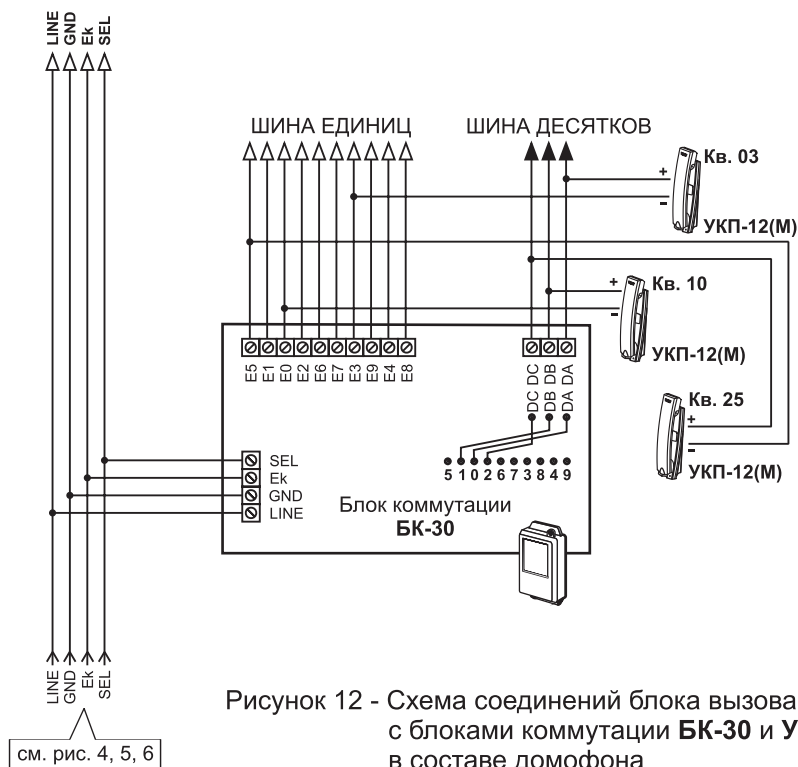 LINE
GND
Ek
SEL
ШИНА ЕДИНИЦ
ШИНА ДЕСЯТКОВ
+
-
Кв. 03
УКП-12(М)
+
-
Кв. 10
УКП-12(М)
Кв. 25
+
-
УКП-12(М)
E5
E1
E0
E2
E6
E7
E3
E9
E4
E8
DC DC
DB DB
DA DA
5 1 0 2 6 7 3 8 4 9
SEL
Ek
GND
LINE
Блок коммутации
БК-30
LINE
GND
Ek
SEL
см. рис. 4, 5, 6
Рисунок 12 - Схема соединений блока вызова
с блоками коммутации БК-30 и У
в составе домофона